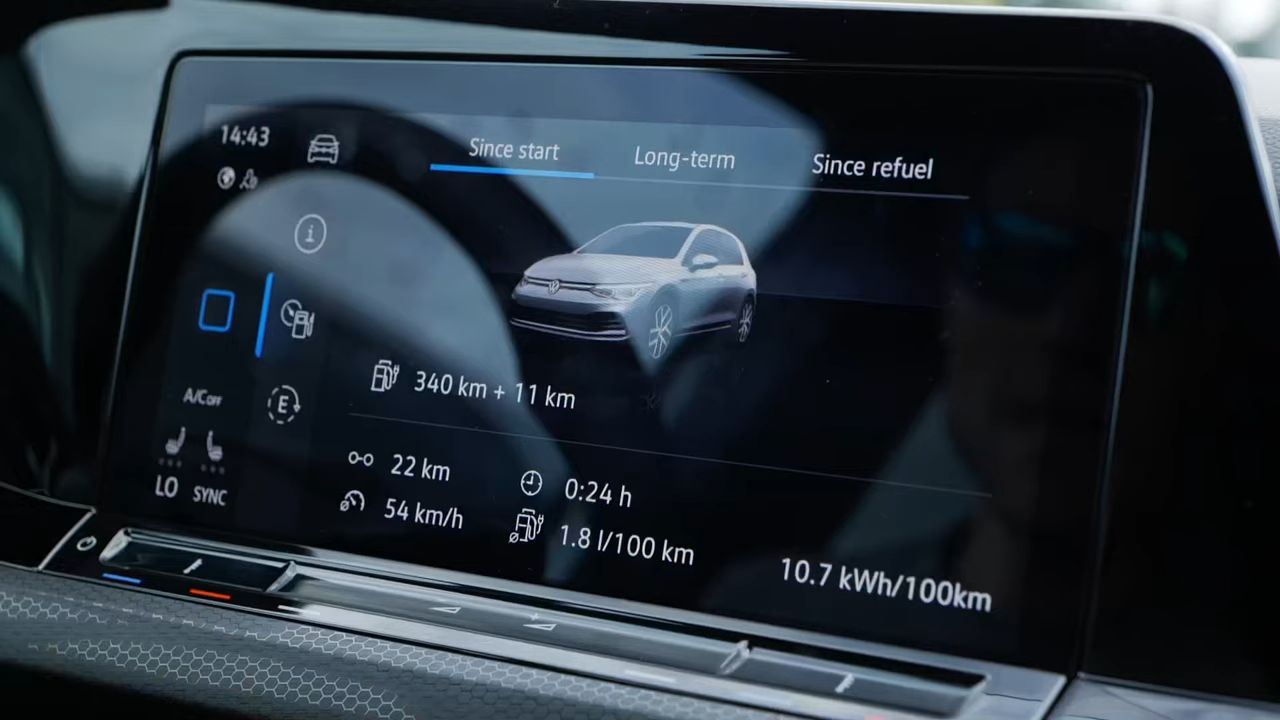 14:43
Since start
Long-term
Since refuel
i
340 km + 11 km
A/C OFF
E
22 km
0:24 h
54 km/h
1.8 l/100 km
10.7 kWh/100km
LO
SYNC